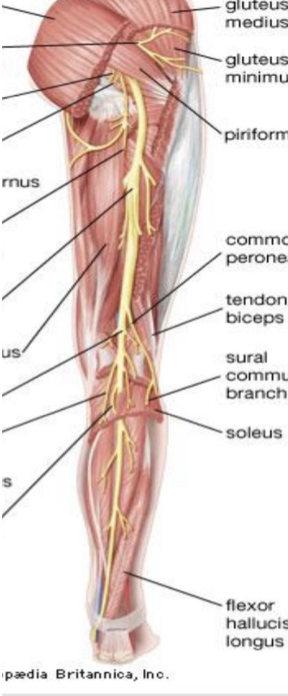 gluteus
medius
gluteus
minimu
piriform
rnus
commo
perone
tendon
biceps
us
sural
commu
branch
soleus
s
flexor
hallucis
longus
pædia Britannica, Inc.